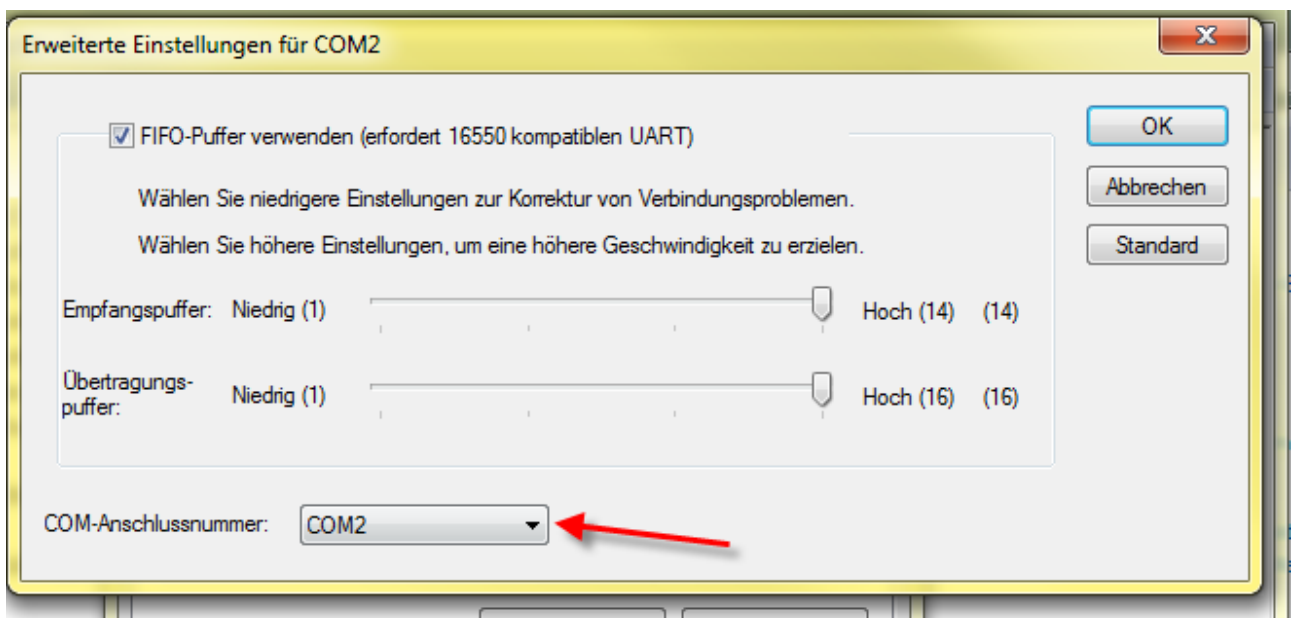 Erweiterte Einstellungen für COM2
FIFO-Puffer verwenden (erfordert 16550 kompatiblen UART)
OK
Wählen Sie niedrigere Einstellungen zur Korrektur von Verbindungsproblemen.
Abbrechen
Wählen Sie höhere Einstellungen, um eine höhere Geschwindigkeit zu erzielen.
Standard
Empfangspuffer: Niedrig (1) Hoch (14) (14)
Übertragungs-
puffer: Niedrig (1) Hoch (16) (16)
COM-Anschlussnummer: COM2